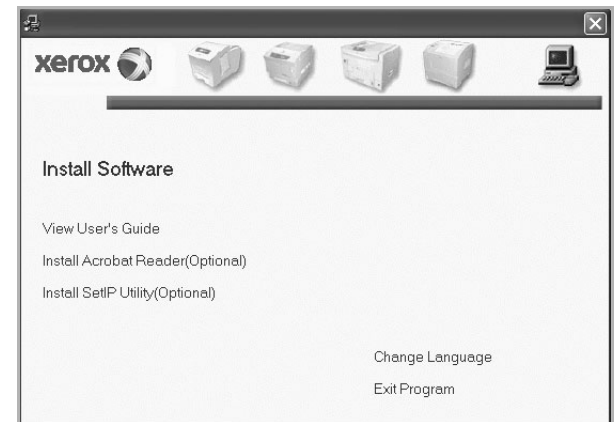 xerox
Install Software
View User's Guide
Install Acrobat Reader(Optional)
Install SetIP Utility(Optional)
Change Language
Exit Program